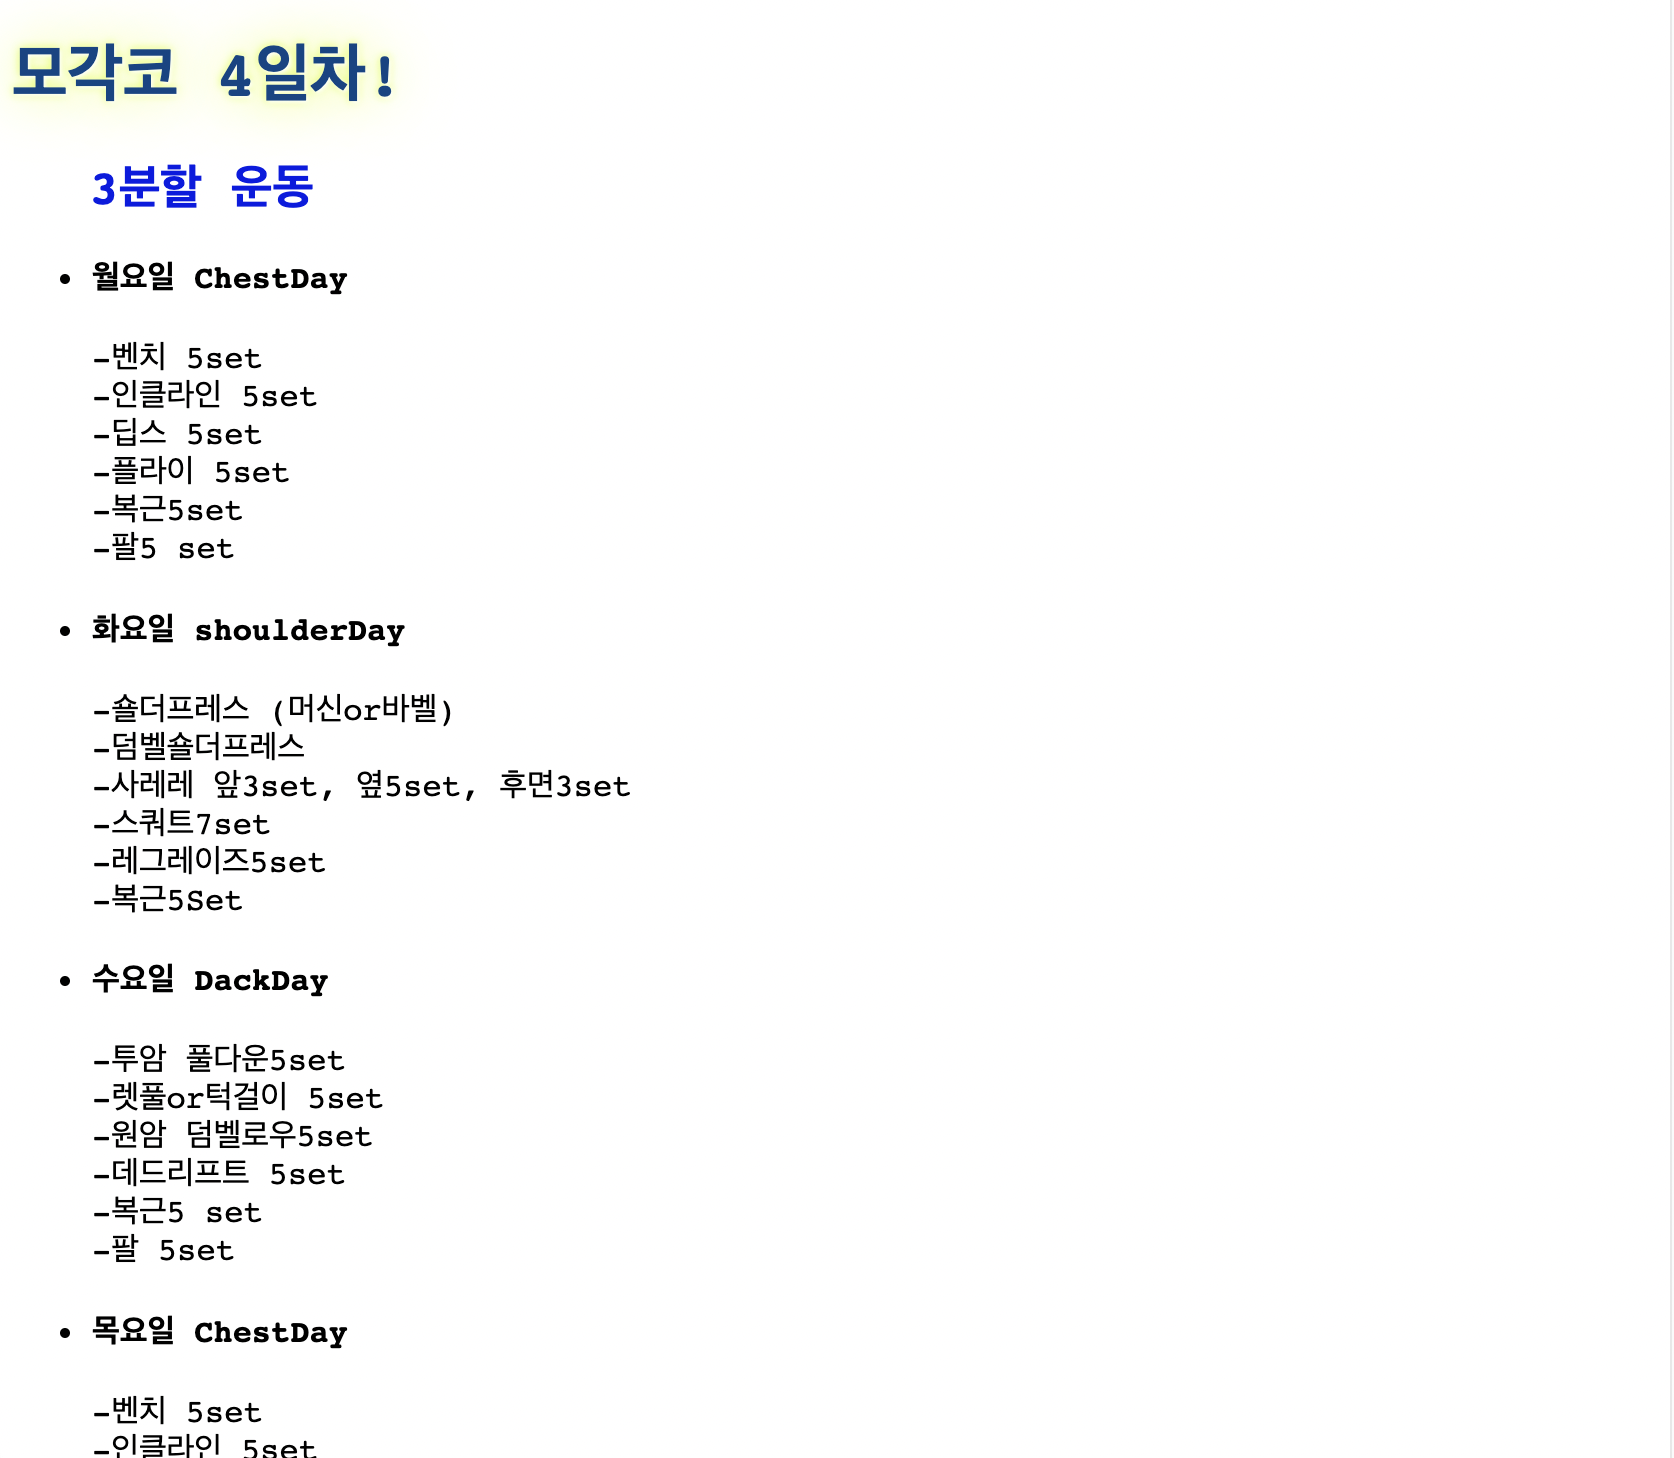 모각코 4일차!
3분할 운동
• 월요일 ChestDay
-벤치 5set
-인클라인 5set
-딥스 5set
-플라이 5set
-복근5set
-팔5 set
• 화요일 shoulderDay
-숄더프레스 (머신or바벨)
-덤벨숄더프레스
-사레레 앞3set, 옆5set, 후면3set
-스쿼트7set
-레그레이즈5set
-복근5Set
• 수요일 DackDay
-투암 풀다운5set
-렛풀or턱걸이 5set
-원암 덤벨로우5set
-데드리프트 5set
-복근5 set
-팔 5set
• 목요일 ChestDay
-벤치 5set
-인클라인 5set